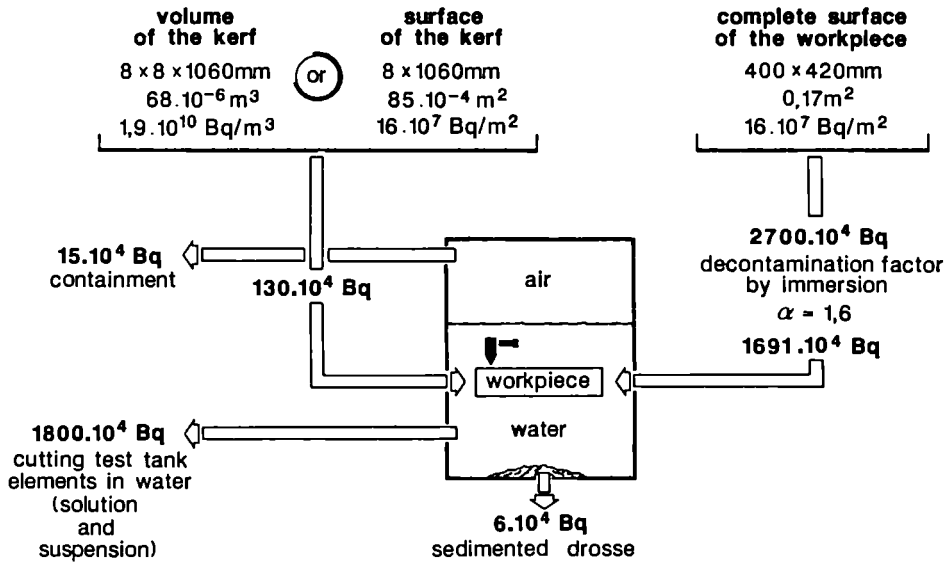 volume
of the kerf
8 x 8 x 1060mm
68.10⁻⁶ m³
1,9.10¹⁰ Bq/m³
or
surface
of the kerf
8 x 1060mm
85.10⁻⁴ m²
16.10⁷ Bq/m²
complete surface
of the workpiece
400 x 420mm
0,17m²
16.10⁷ Bq/m²
15.10⁴ Bq
containment
130.10⁴ Bq
air
2700.10⁴ Bq
decontamination factor
by immersion
α = 1,6
1691.10⁴ Bq
workpiece
water
1800.10⁴ Bq
cutting test tank
elements in water
(solution
and
suspension)
6.10⁴ Bq
sedimented drosse